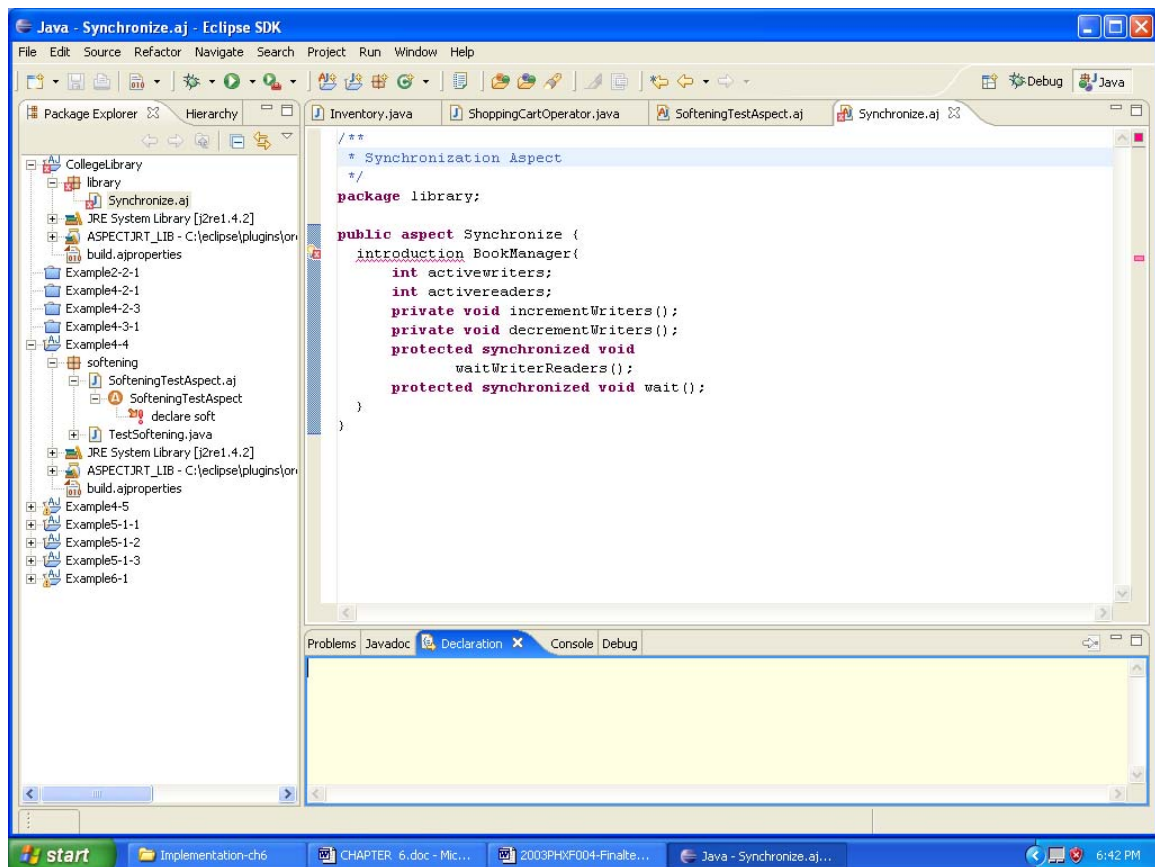 Java - Synchronize.aj - Eclipse SDK
File Edit Source Refactor Navigate Search Project Run Window Help
Debug Java
Package Explorer Hierarchy
Inventory.java ShoppingCartOperator.java SofteningTestAspect.aj Synchronize.aj
CollegeLibrary
library
Synchronize.aj
JRE System Library [j2re1.4.2]
ASPECTJRT_LIB - C:\eclipse\plugins\or
build.ajproperties
Example2-2-1
Example4-2-1
Example4-2-3
Example4-3-1
Example4-4
softening
SofteningTestAspect.aj
SofteningTestAspect
declare soft
TestSoftening.java
JRE System Library [j2re1.4.2]
ASPECTJRT_LIB - C:\eclipse\plugins\or
build.ajproperties
Example4-5
Example5-1-1
Example5-1-2
Example5-1-3
Example6-1
/**
* Synchronization Aspect
*/
package library;
public aspect Synchronize {
introduction BookManager{
int activewriters;
int activereaders;
private void incrementWriters();
private void decrementWriters();
protected synchronized void
waitWriterReaders();
protected synchronized void wait();
}
}
Problems Javadoc Declaration Console Debug
start Implementation-ch6 CHAPTER 6.doc - Mic... 2003PHXF004-Finalte... Java - Synchronize.aj... 6:42 PM